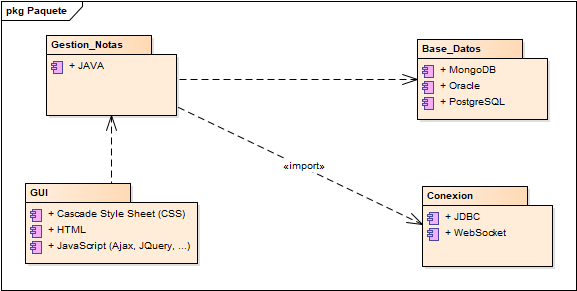 pkg Paquete
Gestion_Notas
+ JAVA
Base_Datos
+ MongoDB
+ Oracle
+ PostgreSQL
«import»
GUI
+ Cascade Style Sheet (CSS)
+ HTML
+ JavaScript (Ajax, JQuery, ...)
Conexion
+ JDBC
+ WebSocket